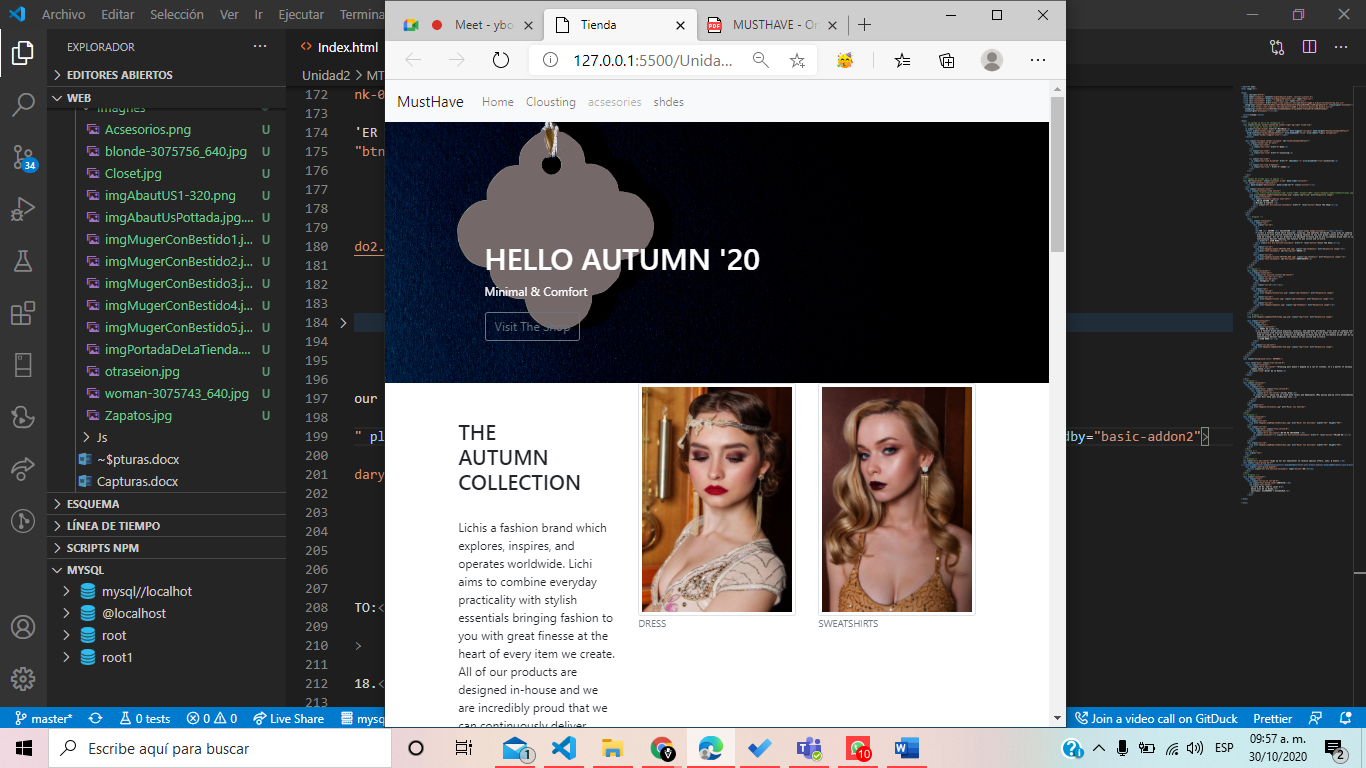 Archivo Editar Selección Ver Ir Ejecutar Termina
Meet - ybo
Tienda
MUSTHAVE - On
127.0.0.1:5500/Unida...
EXPLORADOR
EDITORES ABIERTOS
WEB
Acsesorios.png U
blonde-3075756_640.jpg U
Closet.jpg U
imgAbautUS1-320.png U
imgAbautUsPottada.jpg.... U
imgMugerConBestido1.j... U
imgMugerConBestido2.j... U
imgMugerConBestido3.j... U
imgMugerConBestido4.j... U
imgMugerConBestido5.j... U
imgPortadaDeLaTienda.... U
otraseion.jpg U
woman-3075743_640.jpg U
Zapatos.jpg U
Js
~$pturas.docx
Capturas.docx
ESQUEMA
LÍNEA DE TIEMPO
SCRIPTS NPM
MYSQL
mysql//localhot
@localhost
root
root1
34
Index.html
Unidad2 > MT
172 nk-0
173
174 'ER
175 "btn
176
177
178
179
180 do2.
181
182
183
184
195
196
197 our
198
199 " pl
dby="basic-addon2">
200
201 dary
202
203
204
205
206
207
208 TO:<
209
210 >
211
212 18.<
213
MustHave Home Clousting acsesories shdes
HELLO AUTUMN '20
Minimal & Comfort
Visit The Shop
THE
AUTUMN
COLLECTION
Lichis a fashion brand which
explores, inspires, and
operates worldwide. Lichi
aims to combine everyday
practicality with stylish
essentials bringing fashion to
you with great finesse at the
heart of every item we create.
All of our products are
designed in-house and we
are incredibly proud that we
can continuously deliver
DRESS
SWEATSHIRTS
master* 0 tests 0 0 Live Share mysq
Join a video call on GitDuck Prettier
Escribe aquí para buscar
1
10
ESP
09:57 a. m.
30/10/2020
2